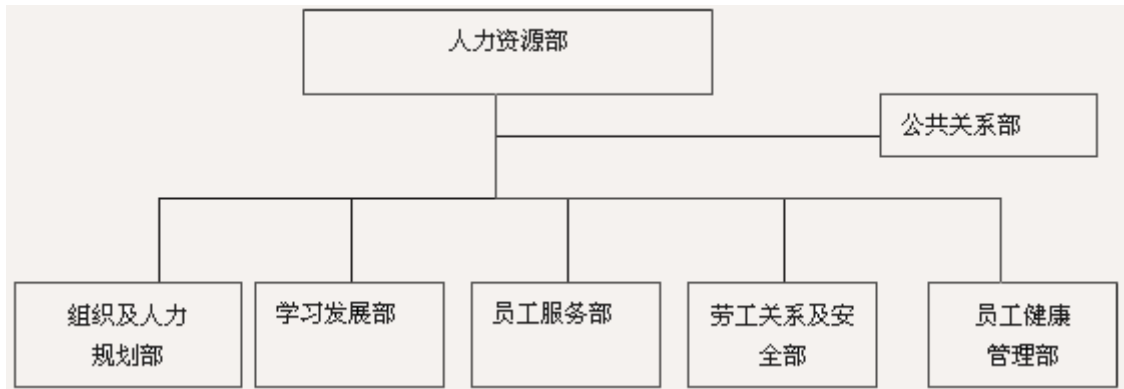 人力资源部
公共关系部
组织及人力
规划部
学习发展部
员工服务部
劳工关系及安
全部
员工健康
管理部